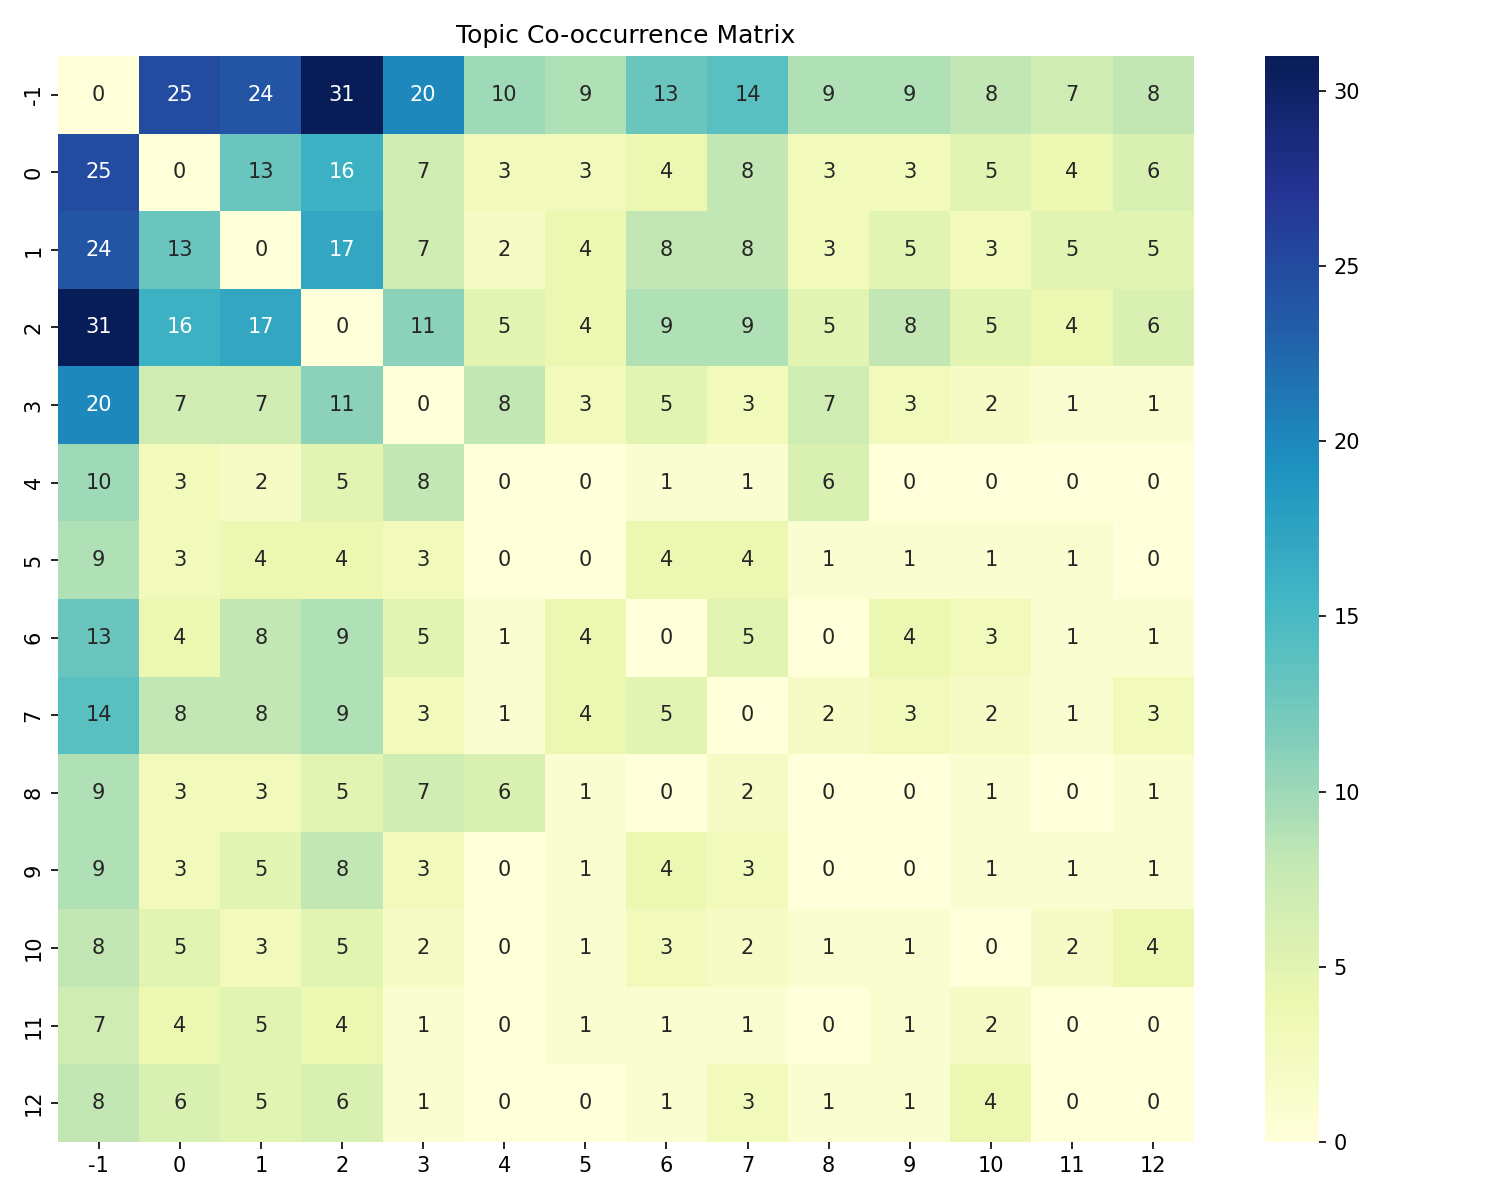 Topic Co-occurrence Matrix
-1 0 25 24 31 20 10 9 13 14 9 9 8 7 8
0 25 0 13 16 7 3 3 4 8 3 3 5 4 6
1 24 13 0 17 7 2 4 8 8 3 5 3 5 5
2 31 16 17 0 11 5 4 9 9 5 8 5 4 6
3 20 7 7 11 0 8 3 5 3 7 3 2 1 1
4 10 3 2 5 8 0 0 1 1 6 0 0 0 0
5 9 3 4 4 3 0 0 4 4 1 1 1 1 0
6 13 4 8 9 5 1 4 0 5 0 4 3 1 1
7 14 8 8 9 3 1 4 5 0 2 3 2 1 3
8 9 3 3 5 7 6 1 0 2 0 0 1 0 1
9 9 3 5 8 3 0 1 4 3 0 0 1 1 1
10 8 5 3 5 2 0 1 3 2 1 1 0 2 4
11 7 4 5 4 1 0 1 1 1 0 1 2 0 0
12 8 6 5 6 1 0 0 1 3 1 1 4 0 0
-1 0 1 2 3 4 5 6 7 8 9 10 11 12
30
25
20
15
10
5
0